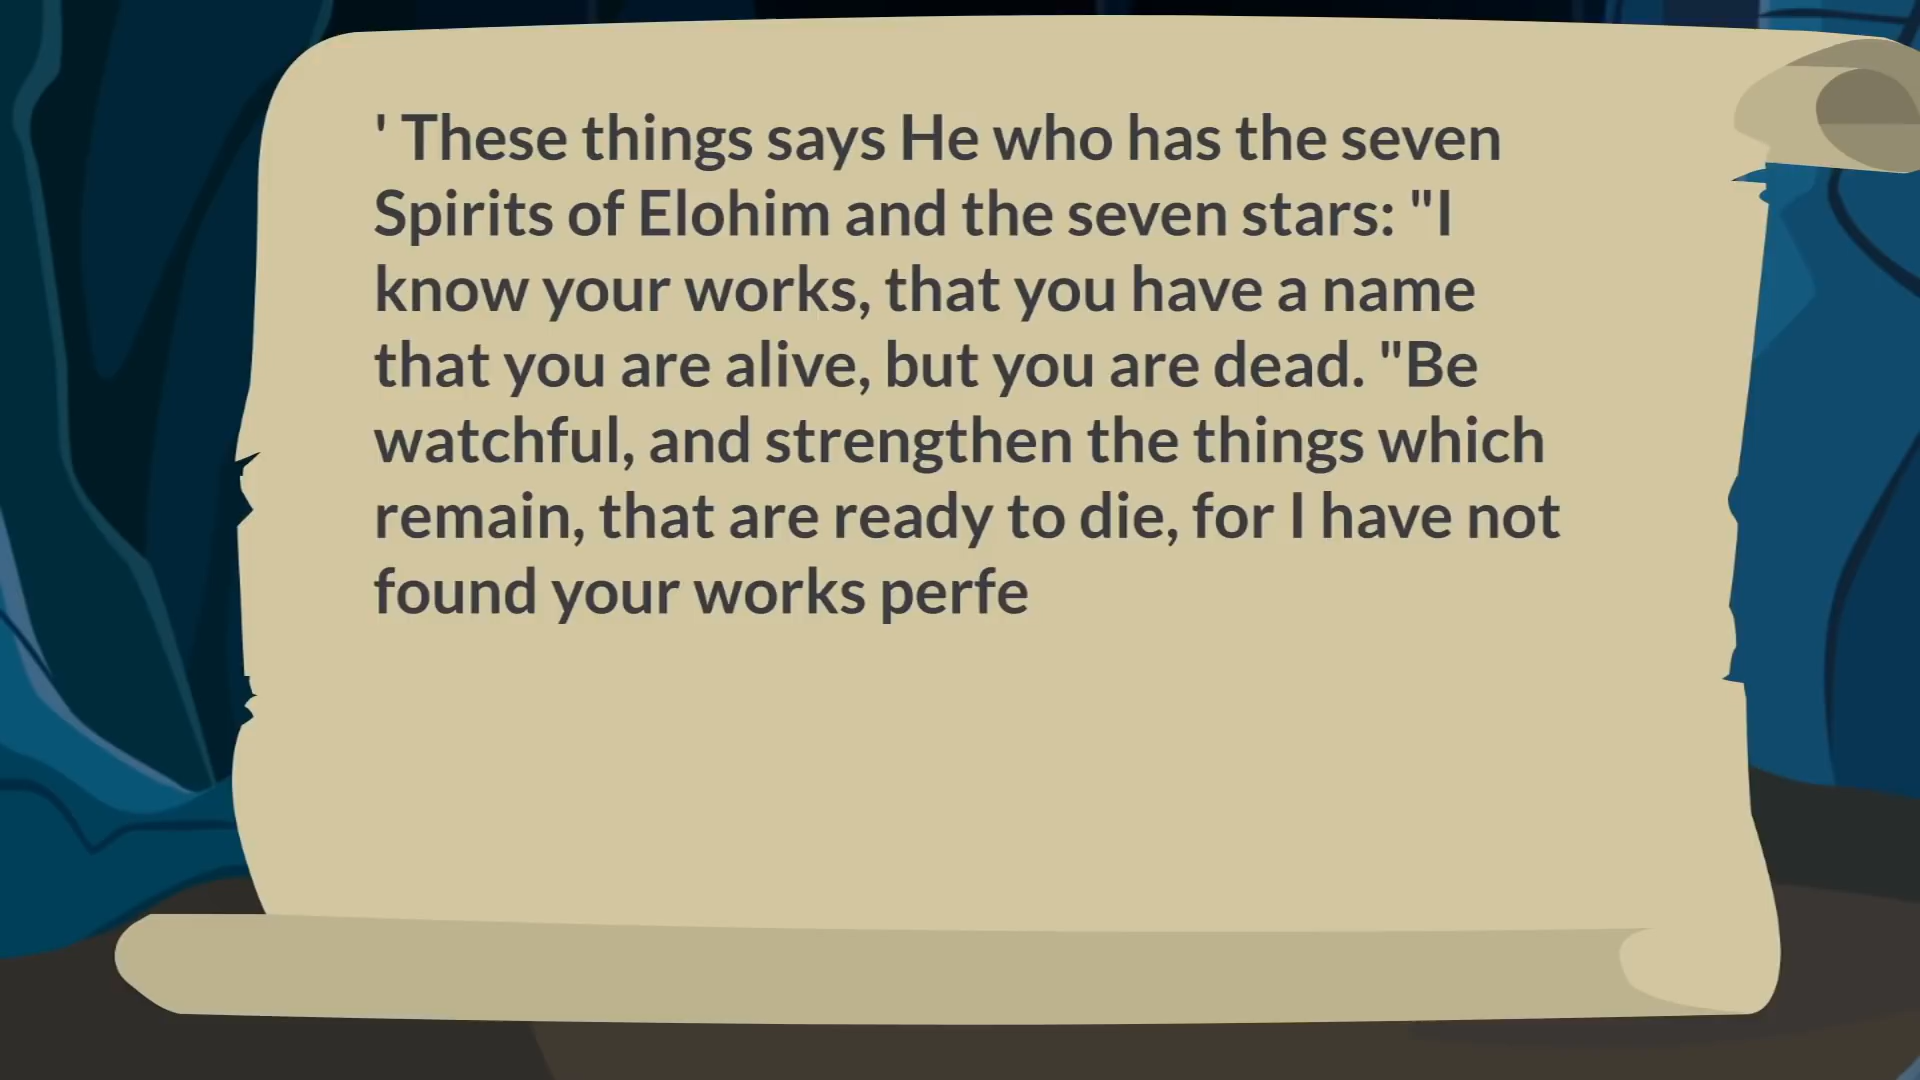 ' These things says He who has the seven
Spirits of Elohim and the seven stars: "I
know your works, that you have a name
that you are alive, but you are dead. "Be
watchful, and strengthen the things which
remain, that are ready to die, for I have not
found your works perfe